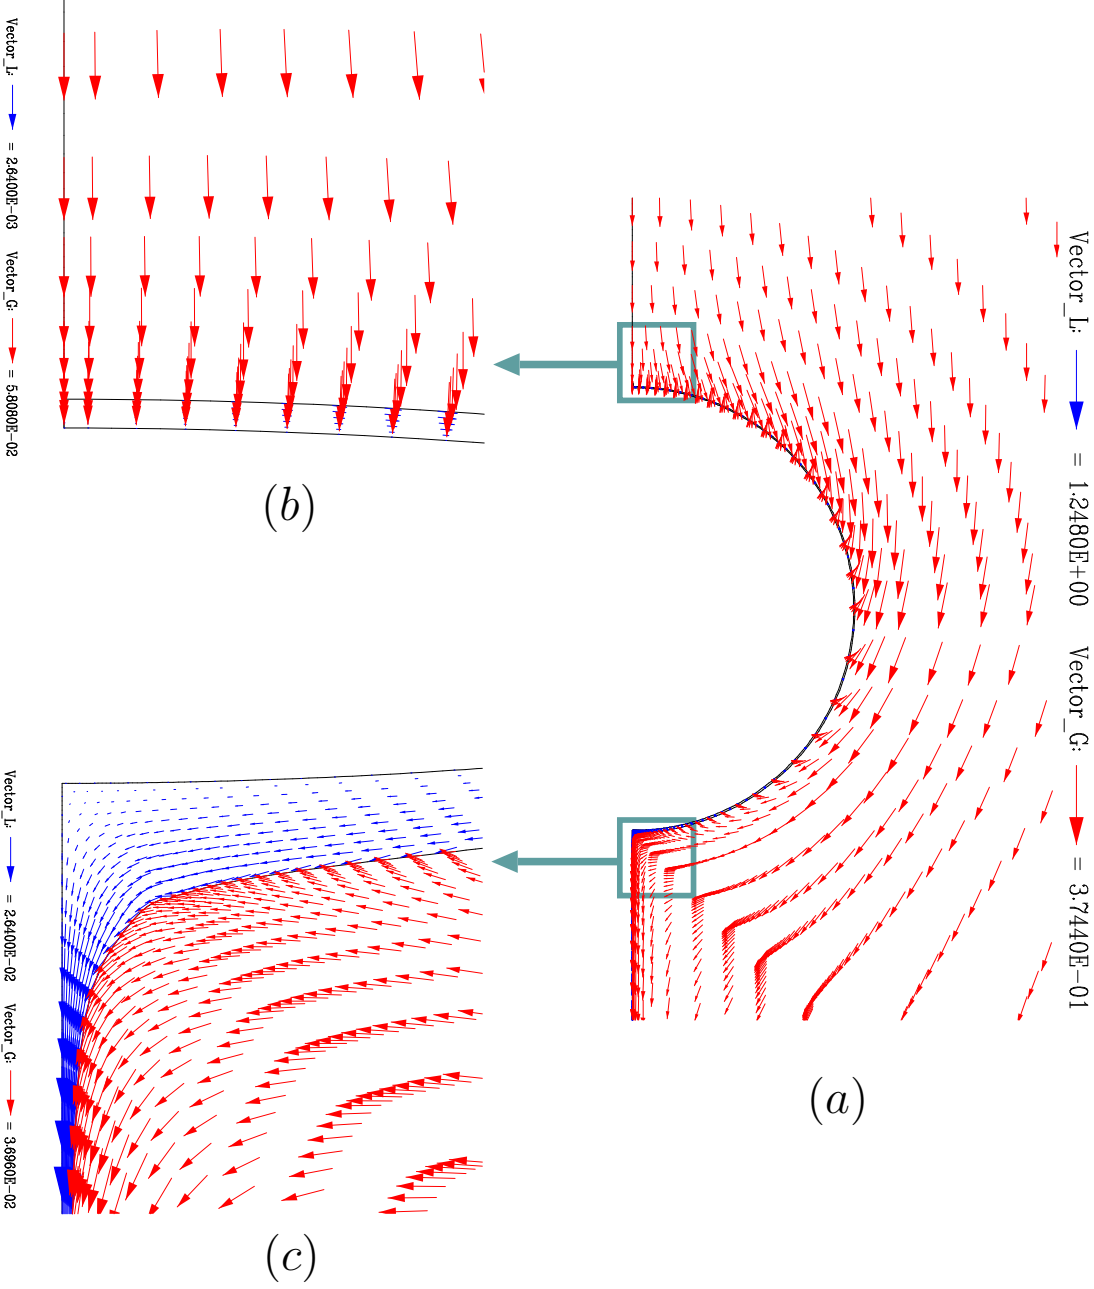 Vector_L: = 2.6400E-03 Vector_G: = 5.8080E-02
Vector_L: = 1.2480E+00 Vector_G: = 3.7440E-01
(b)
(a)
Vector_L: = 2.6400E-02 Vector_G: = 3.6960E-02
(c)